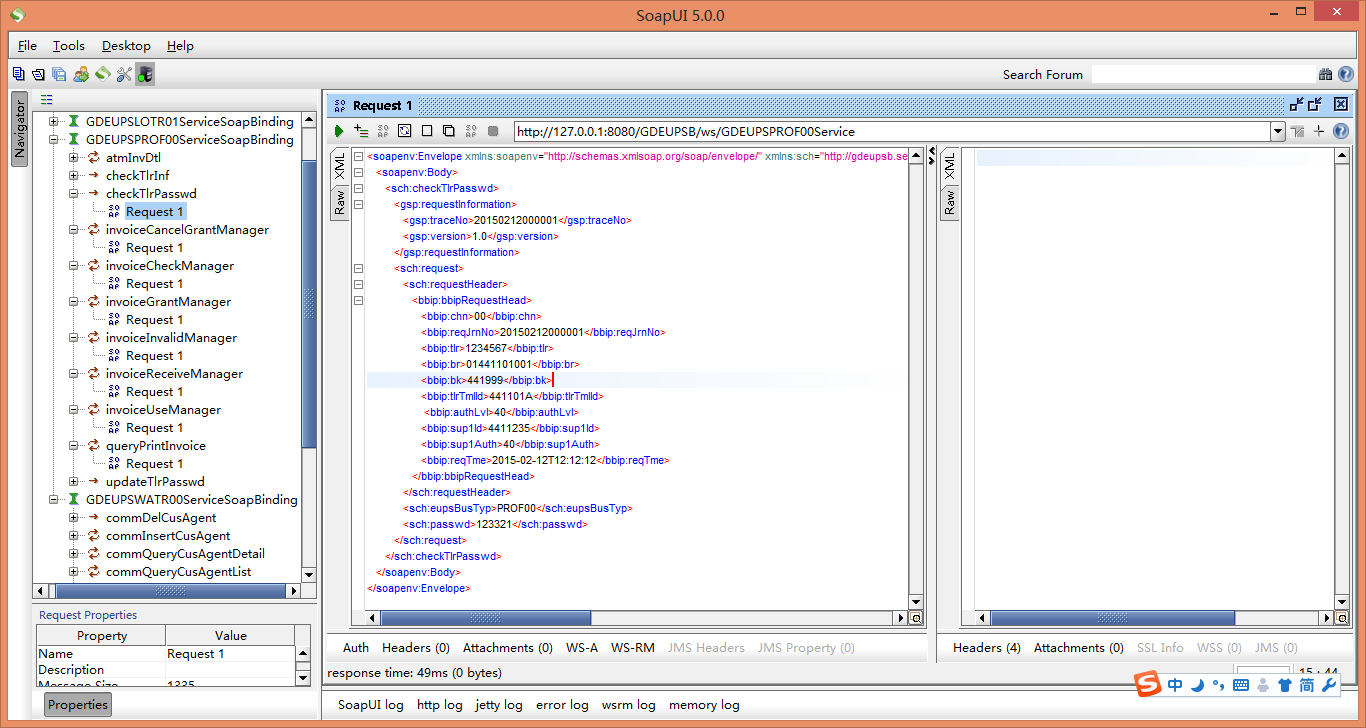 SoapUI 5.0.0
File Tools Desktop Help
Search Forum
Navigator
GDEUPSLOTR01ServiceSoapBinding
GDEUPSPROF00ServiceSoapBinding
atmInvDtl
checkTlrInf
checkTlrPasswd
Request 1
invoiceCancelGrantManager
Request 1
invoiceCheckManager
Request 1
invoiceGrantManager
Request 1
invoiceInvalidManager
Request 1
invoiceReceiveManager
Request 1
invoiceUseManager
Request 1
queryPrintInvoice
Request 1
updateTlrPasswd
GDEUPSWATR00ServiceSoapBinding
commDelCusAgent
commInsertCusAgent
commQueryCusAgentDetail
commQueryCusAgentList
Request Properties
Property Value
Name Request 1
Description
Message Size 1335
Properties
Request 1
http://127.0.0.1:8080/GDEUPSB/ws/GDEUPSPROF00Service
XML
Raw
<soapenv:Envelope xmlns:soapenv="http://schemas.xmlsoap.org/soap/envelope/" xmlns:sch="http://gdeupsb.se
<soapenv:Body>
<sch:checkTlrPasswd>
<gsp:requestInformation>
<gsp:traceNo>20150212000001</gsp:traceNo>
<gsp:version>1.0</gsp:version>
</gsp:requestInformation>
<sch:request>
<sch:requestHeader>
<bbip:bbipRequestHead>
<bbip:chn>00</bbip:chn>
<bbip:reqJrnNo>20150212000001</bbip:reqJrnNo>
<bbip:tlr>1234567</bbip:tlr>
<bbip:br>01441101001</bbip:br>
<bbip:bk>441999</bbip:bk>
<bbip:tlrTmlId>441101A</bbip:tlrTmlId>
<bbip:authLvl>40</bbip:authLvl>
<bbip:sup1Id>4411235</bbip:sup1Id>
<bbip:sup1Auth>40</bbip:sup1Auth>
<bbip:reqTme>2015-02-12T12:12:12</bbip:reqTme>
</bbip:bbipRequestHead>
</sch:requestHeader>
<sch:eupsBusTyp>PROF00</sch:eupsBusTyp>
<sch:passwd>123321</sch:passwd>
</sch:request>
</sch:checkTlrPasswd>
</soapenv:Body>
</soapenv:Envelope>
XML
Raw
Auth Headers (0) Attachments (0) WS-A WS-RM JMS Headers JMS Property (0)
Headers (4) Attachments (0) SSL Info WSS (0) JMS (0)
response time: 49ms (0 bytes)
15 : 44
中 简
SoapUI log http log jetty log error log wsrm log memory log